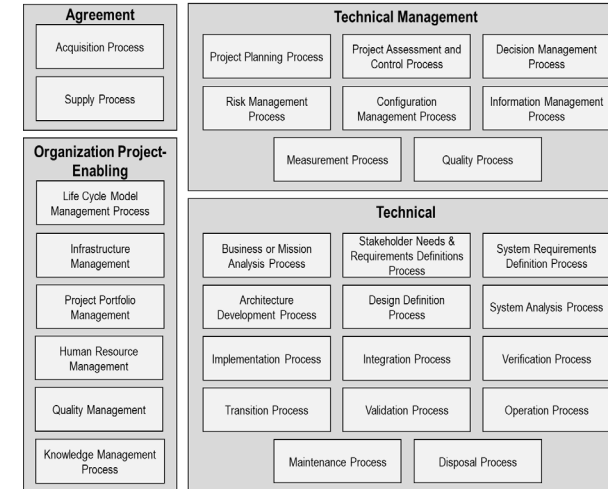 Agreement
Acquisition Process
Supply Process
Organization Project-
Enabling
Life Cycle Model
Management Process
Infrastructure
Management
Project Portfolio
Management
Human Resource
Management
Quality Management
Knowledge Management
Process
Technical Management
Project Planning Process
Project Assessment and
Control Process
Decision Management
Process
Risk Management
Process
Configuration
Management Process
Information Management
Process
Measurement Process
Quality Process
Technical
Business or Mission
Analysis Process
Stakeholder Needs &
Requirements Definitions
Process
System Requirements
Definition Process
Architecture
Development Process
Design Definition
Process
System Analysis Process
Implementation Process
Integration Process
Verification Process
Transition Process
Validation Process
Operation Process
Maintenance Process
Disposal Process